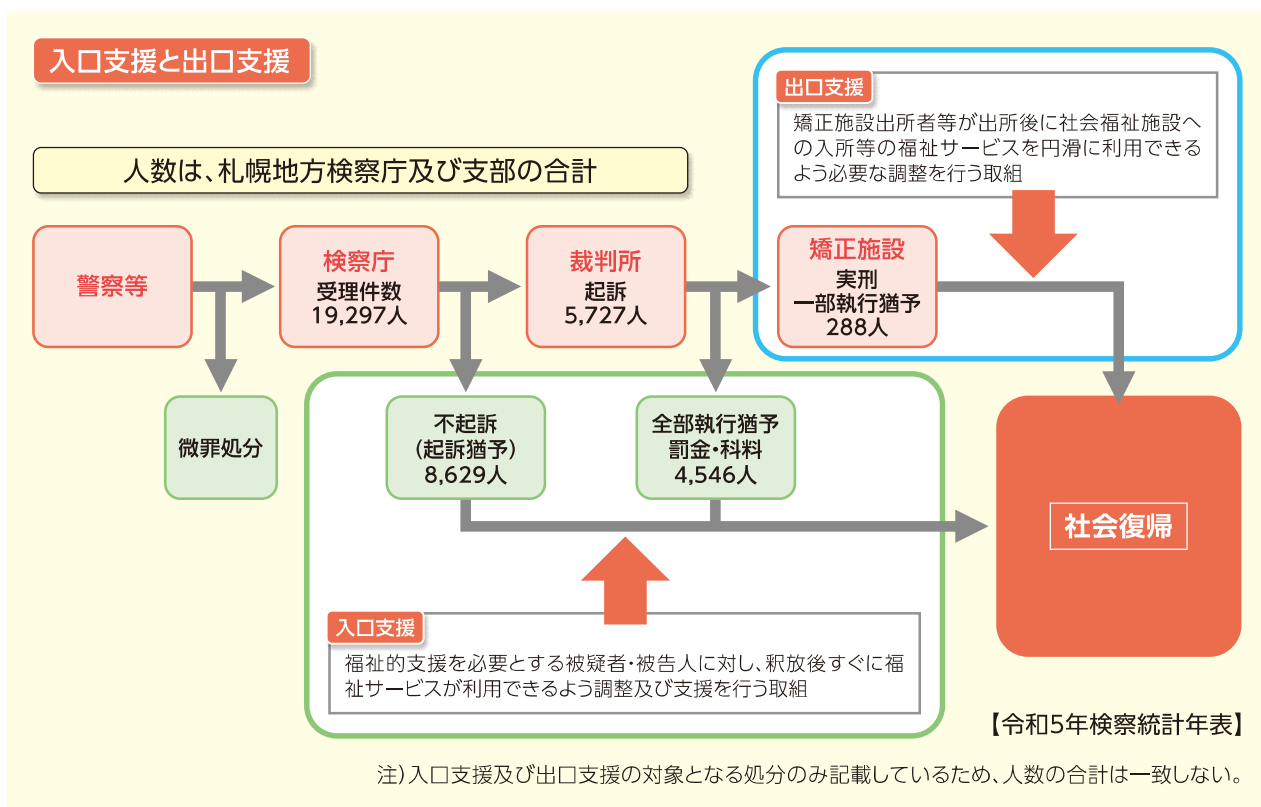 入口支援と出口支援
人数は、札幌地方検察庁及び支部の合計
出口支援
矯正施設出所者等が出所後に社会福祉施設へ
の入所等の福祉サービスを円滑に利用できる
よう必要な調整を行う取組
警察等
検察庁
受理件数
19,297人
裁判所
起訴
5,727人
矯正施設
実刑
一部執行猶予
288人
微罪処分
不起訴
(起訴猶予)
8,629人
全部執行猶予
罰金・科料
4,546人
社会復帰
入口支援
福祉的支援を必要とする被疑者・被告人に対し、釈放後すぐに福
祉サービスが利用できるよう調整及び支援を行う取組
【令和5年検察統計年表】
注)入口支援及び出口支援の対象となる処分のみ記載しているため、人数の合計は一致しない。